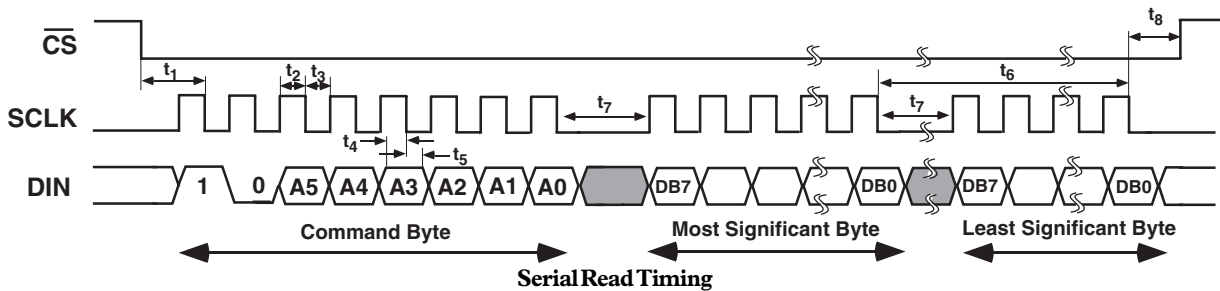 CS
t8
t1
t2 t3
t6
SCLK
t7
t7
t4
t5
DIN
1 0 A5 A4 A3 A2 A1 A0 DB7 DB0 DB7 DB0
Command Byte
Most Significant Byte
Least Significant Byte
Serial Read Timing